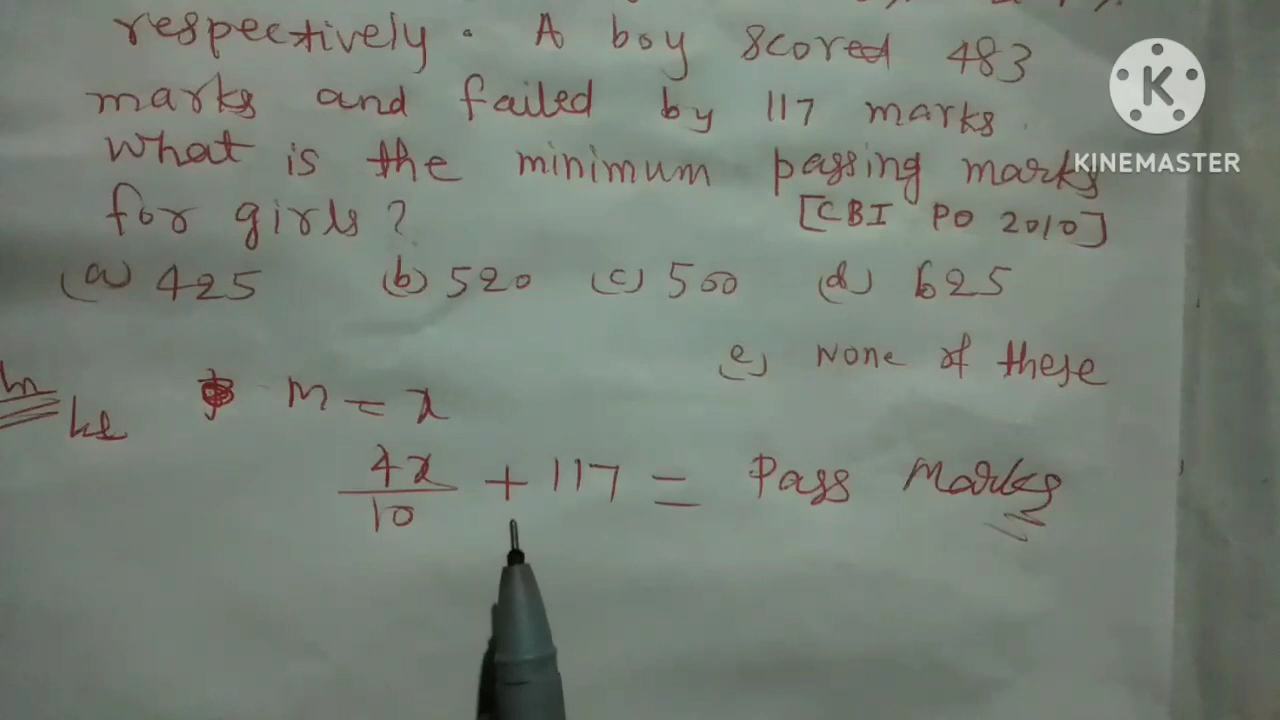 respectively. A boy scored 483
marks and failed by 117 marks.
What is the minimum passing marks
for girls? [CBI PO 2010]
(a) 425 (b) 520 (c) 500 (d) 625
(e) None of these
M = x
4x/10 + 117 = Pass Marks
K
KINEMASTER